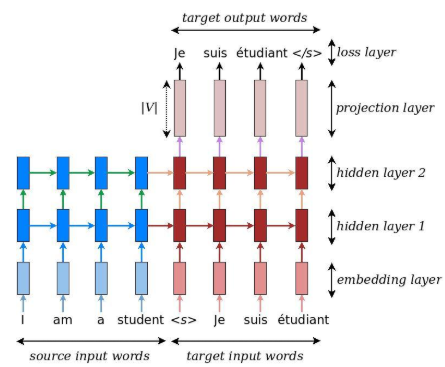 target output words
Je suis étudiant </s> loss layer
|V| projection layer
hidden layer 2
hidden layer 1
embedding layer
I am a student <s> Je suis étudiant
source input words target input words